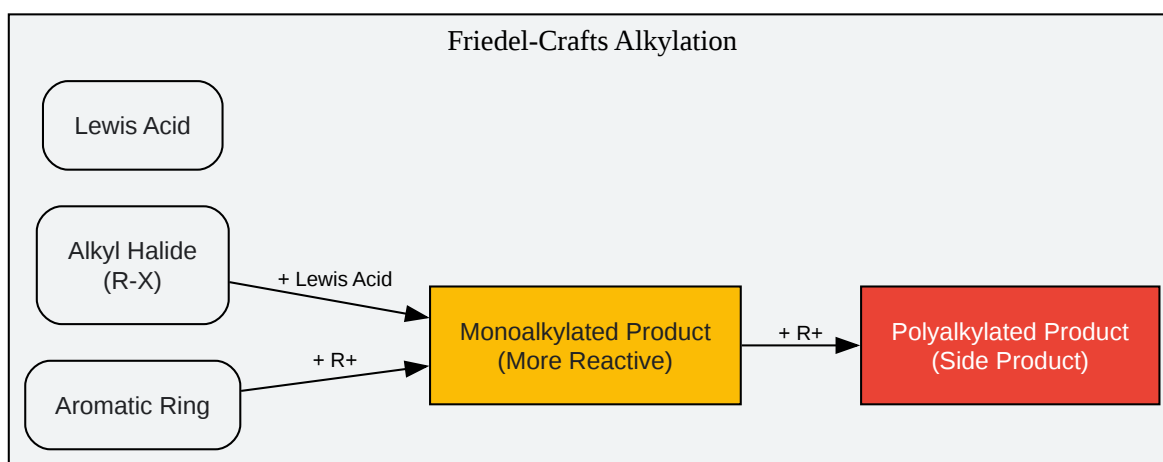 Friedel-Crafts Alkylation
Lewis Acid
Alkyl Halide
(R-X)
+ Lewis Acid
Aromatic Ring
+ R+
Monoalkylated Product
(More Reactive)
+ R+
Polyalkylated Product
(Side Product)